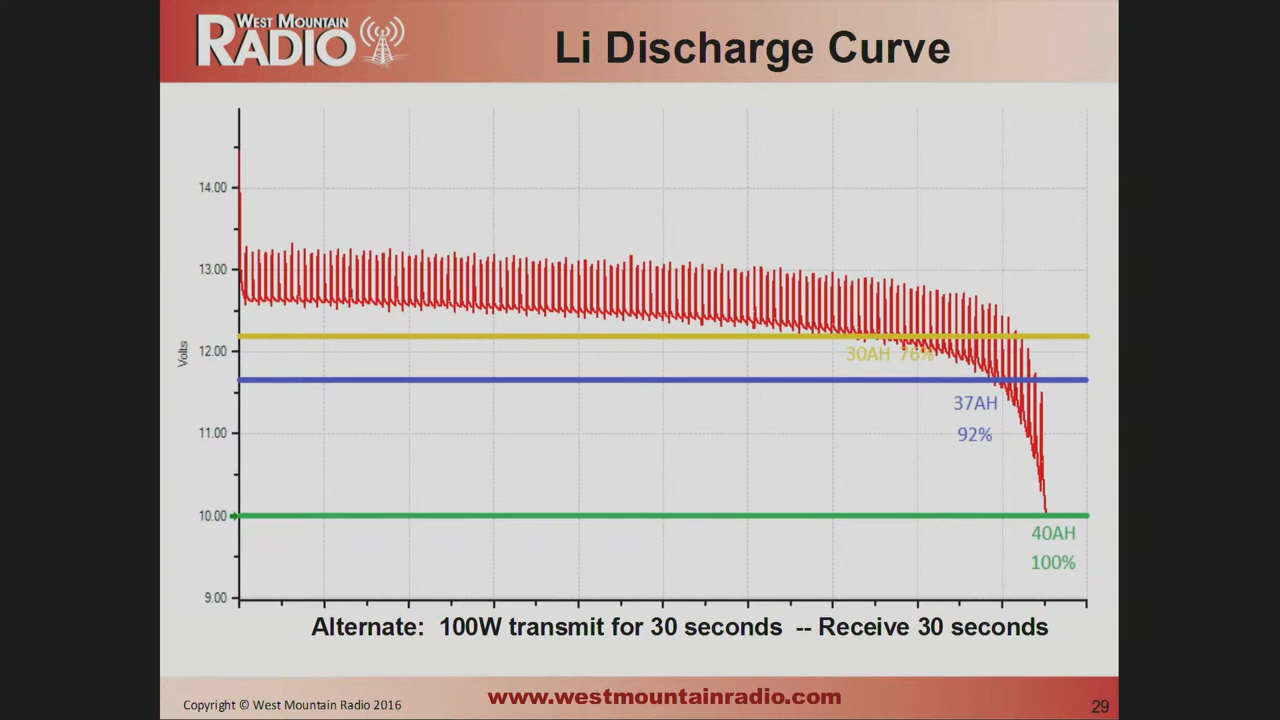 WEST MOUNTAIN
RADIO
Li Discharge Curve
14.00
13.00
12.00
11.00
10.00
9.00
Volts
30AH 76%
37AH
92%
40AH
100%
Alternate: 100W transmit for 30 seconds -- Receive 30 seconds
Copyright © West Mountain Radio 2016
www.westmountainradio.com
29